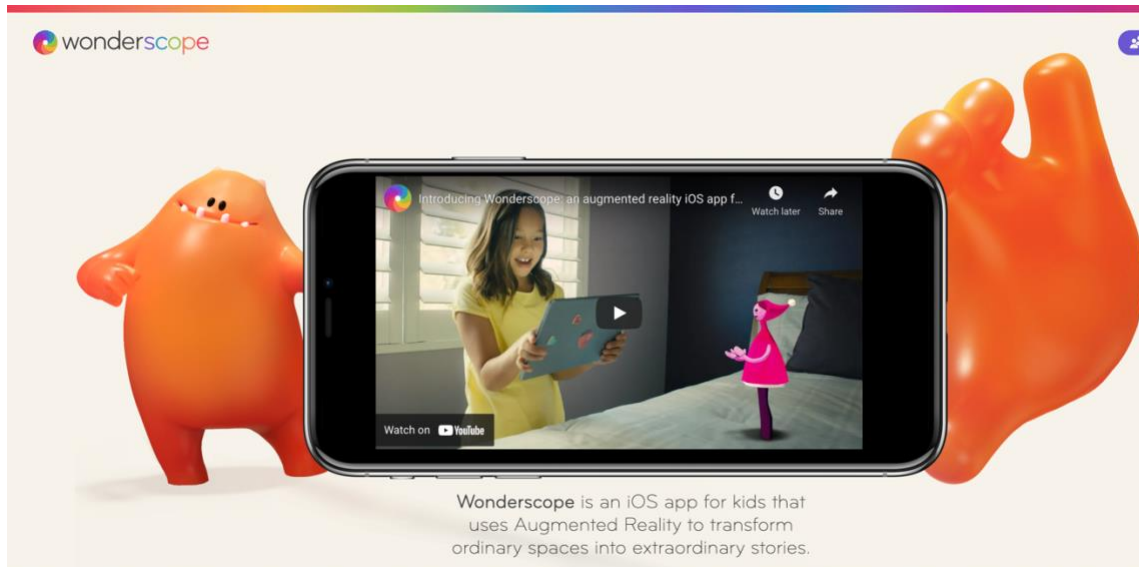 wonderscope
Introducing Wonderscope: an augmented reality iOS app f...
Watch later
Share
Watch on YouTube
Wonderscope is an iOS app for kids that
uses Augmented Reality to transform
ordinary spaces into extraordinary stories.